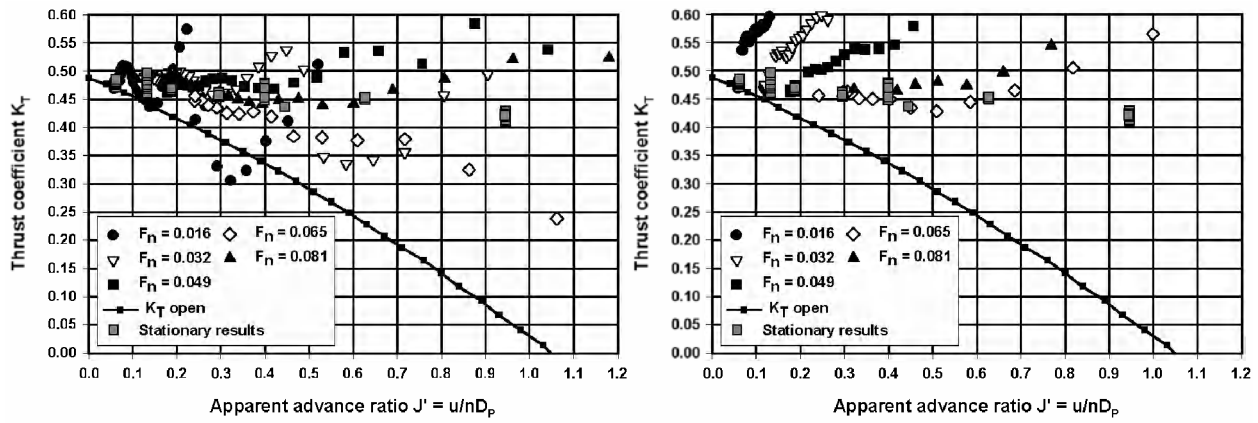 0.60
0.55
0.50
0.45
0.40
0.35
0.30
0.25
0.20
0.15
0.10
0.05
0.00
Thrust coefficient K_T
F_n = 0.016 F_n = 0.065
F_n = 0.032 F_n = 0.081
F_n = 0.049
K_T open
Stationary results
0.0 0.1 0.2 0.3 0.4 0.5 0.6 0.7 0.8 0.9 1.0 1.1 1.2
Apparent advance ratio J' = u/nD_P
0.60
0.55
0.50
0.45
0.40
0.35
0.30
0.25
0.20
0.15
0.10
0.05
0.00
Thrust coefficient K_T
F_n = 0.016 F_n = 0.065
F_n = 0.032 F_n = 0.081
F_n = 0.049
K_T open
Stationary results
0.0 0.1 0.2 0.3 0.4 0.5 0.6 0.7 0.8 0.9 1.0 1.1 1.2
Apparent advance ratio J' = u/nD_P